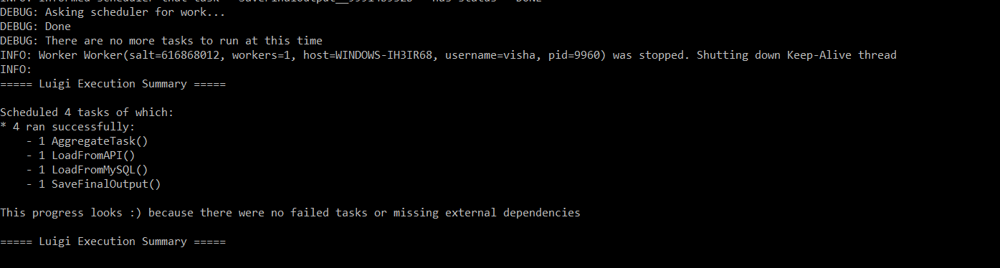 INFO: Informed scheduler that task SaveFinalOutput__99914b932b has status DONE
DEBUG: Asking scheduler for work...
DEBUG: Done
DEBUG: There are no more tasks to run at this time
INFO: Worker Worker(salt=616868012, workers=1, host=WINDOWS-IH3IR68, username=visha, pid=9960) was stopped. Shutting down Keep-Alive thread
INFO:
===== Luigi Execution Summary =====
Scheduled 4 tasks of which:
* 4 ran successfully:
- 1 AggregateTask()
- 1 LoadFromAPI()
- 1 LoadFromMySQL()
- 1 SaveFinalOutput()
This progress looks :) because there were no failed tasks or missing external dependencies
===== Luigi Execution Summary =====